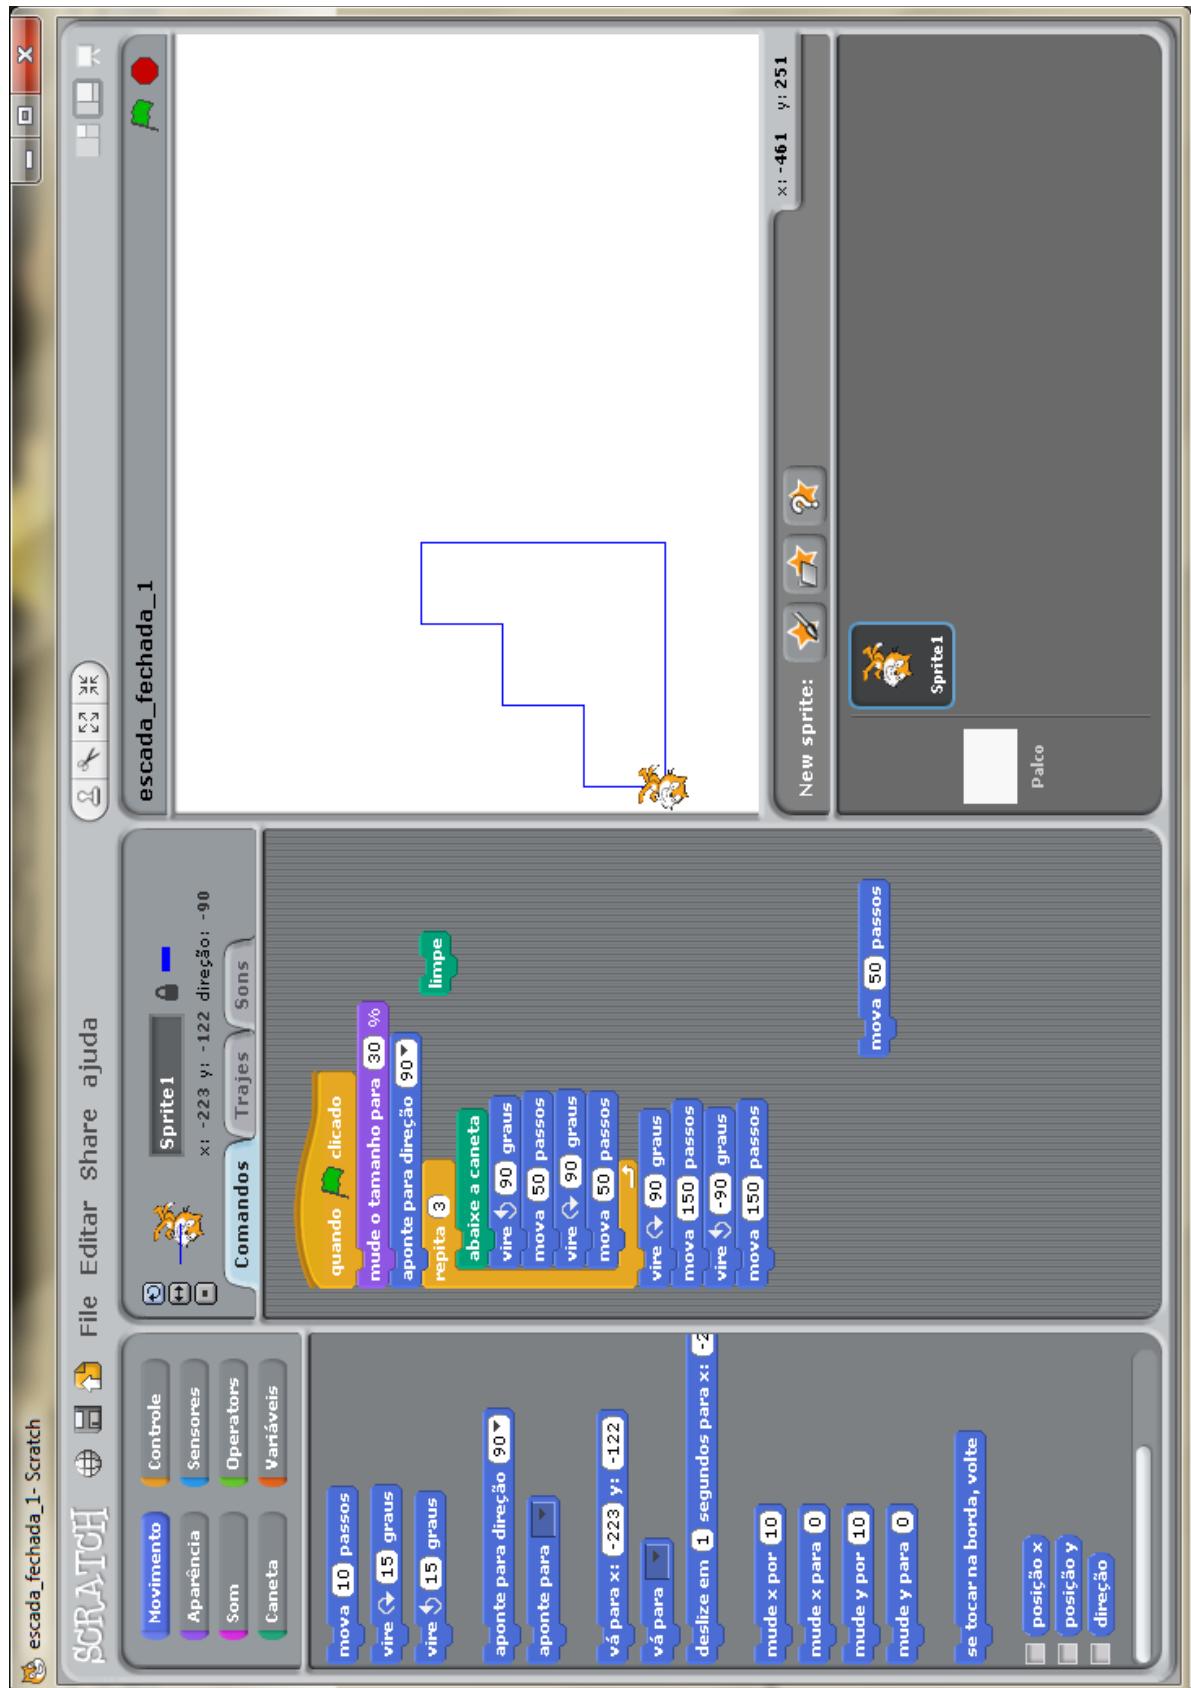 escada_fechada_1- Scratch
SCRATCH
File Editar Share ajuda
Movimento
Controle
Aparência
Sensores
Som
Operators
Caneta
Variáveis
mova 10 passos
vire 15 graus
vire 15 graus
aponte para direção 90
aponte para
vá para x: -223 y: -122
vá para
deslize em 1 segundos para x: -2
mude x por 10
mude x para 0
mude y por 10
mude y para 0
se tocar na borda, volte
posição x
posição y
direção
Sprite1
x: -223 y: -122 direção: -90
Comandos
Trajes
Sons
quando clicado
mude o tamanho para 30 %
aponte para direção 90
repita 3
abaixe a caneta
vire 90 graus
mova 50 passos
vire 90 graus
mova 50 passos
vire 90 graus
mova 150 passos
vire -90 graus
mova 150 passos
limpe
mova 50 passos
escada_fechada_1
x: -461 y: 251
New sprite:
Sprite1
Palco